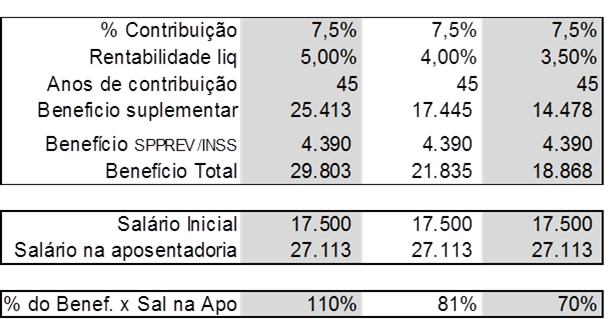 % Contribuição 7,5% 7,5% 7,5%
Rentabilidade liq 5,00% 4,00% 3,50%
Anos de contribuição 45 45 45
Beneficio suplementar 25.413 17.445 14.478
Benefício SPPREV/INSS 4.390 4.390 4.390
Benefício Total 29.803 21.835 18.868
Salário Inicial 17.500 17.500 17.500
Salário na aposentadoria 27.113 27.113 27.113
% do Benef. x Sal na Apo 110% 81% 70%